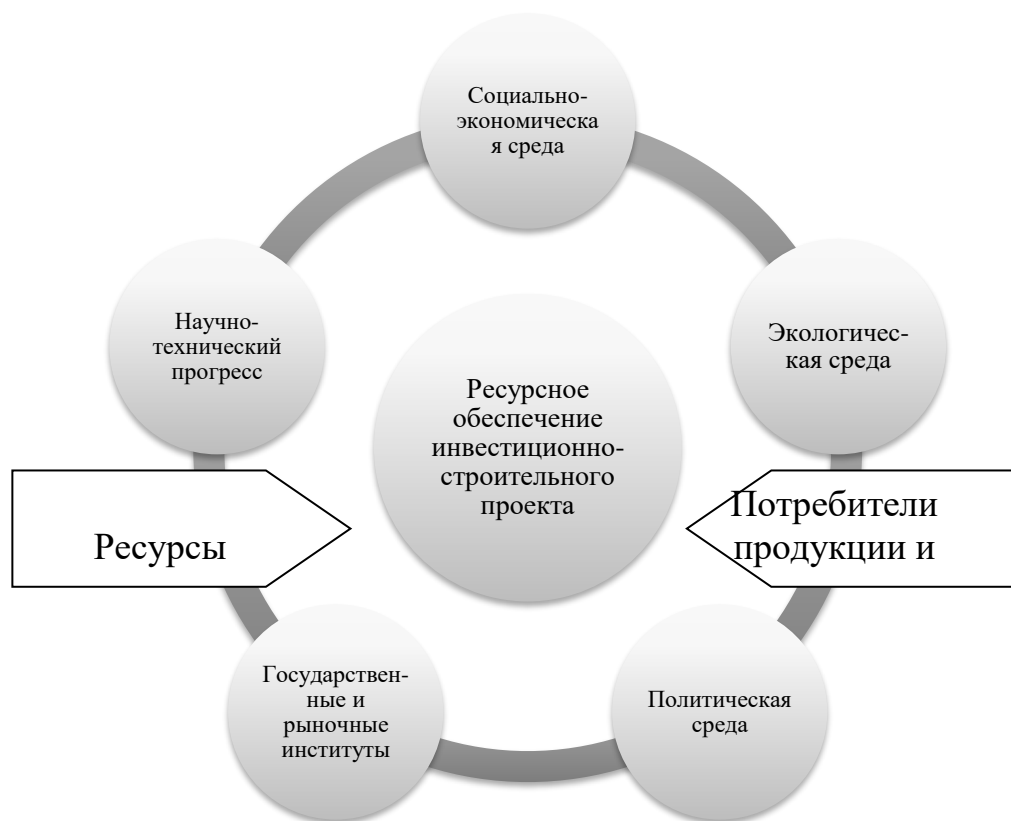 Социально-
экономическа
я среда
Научно-
технический
прогресс
Экологичес-
кая среда
Ресурсное
обеспечение
инвестиционно-
строительного
проекта
Ресурсы
Потребители
продукции и
Государствен-
ные и
рыночные
институты
Политическая
среда